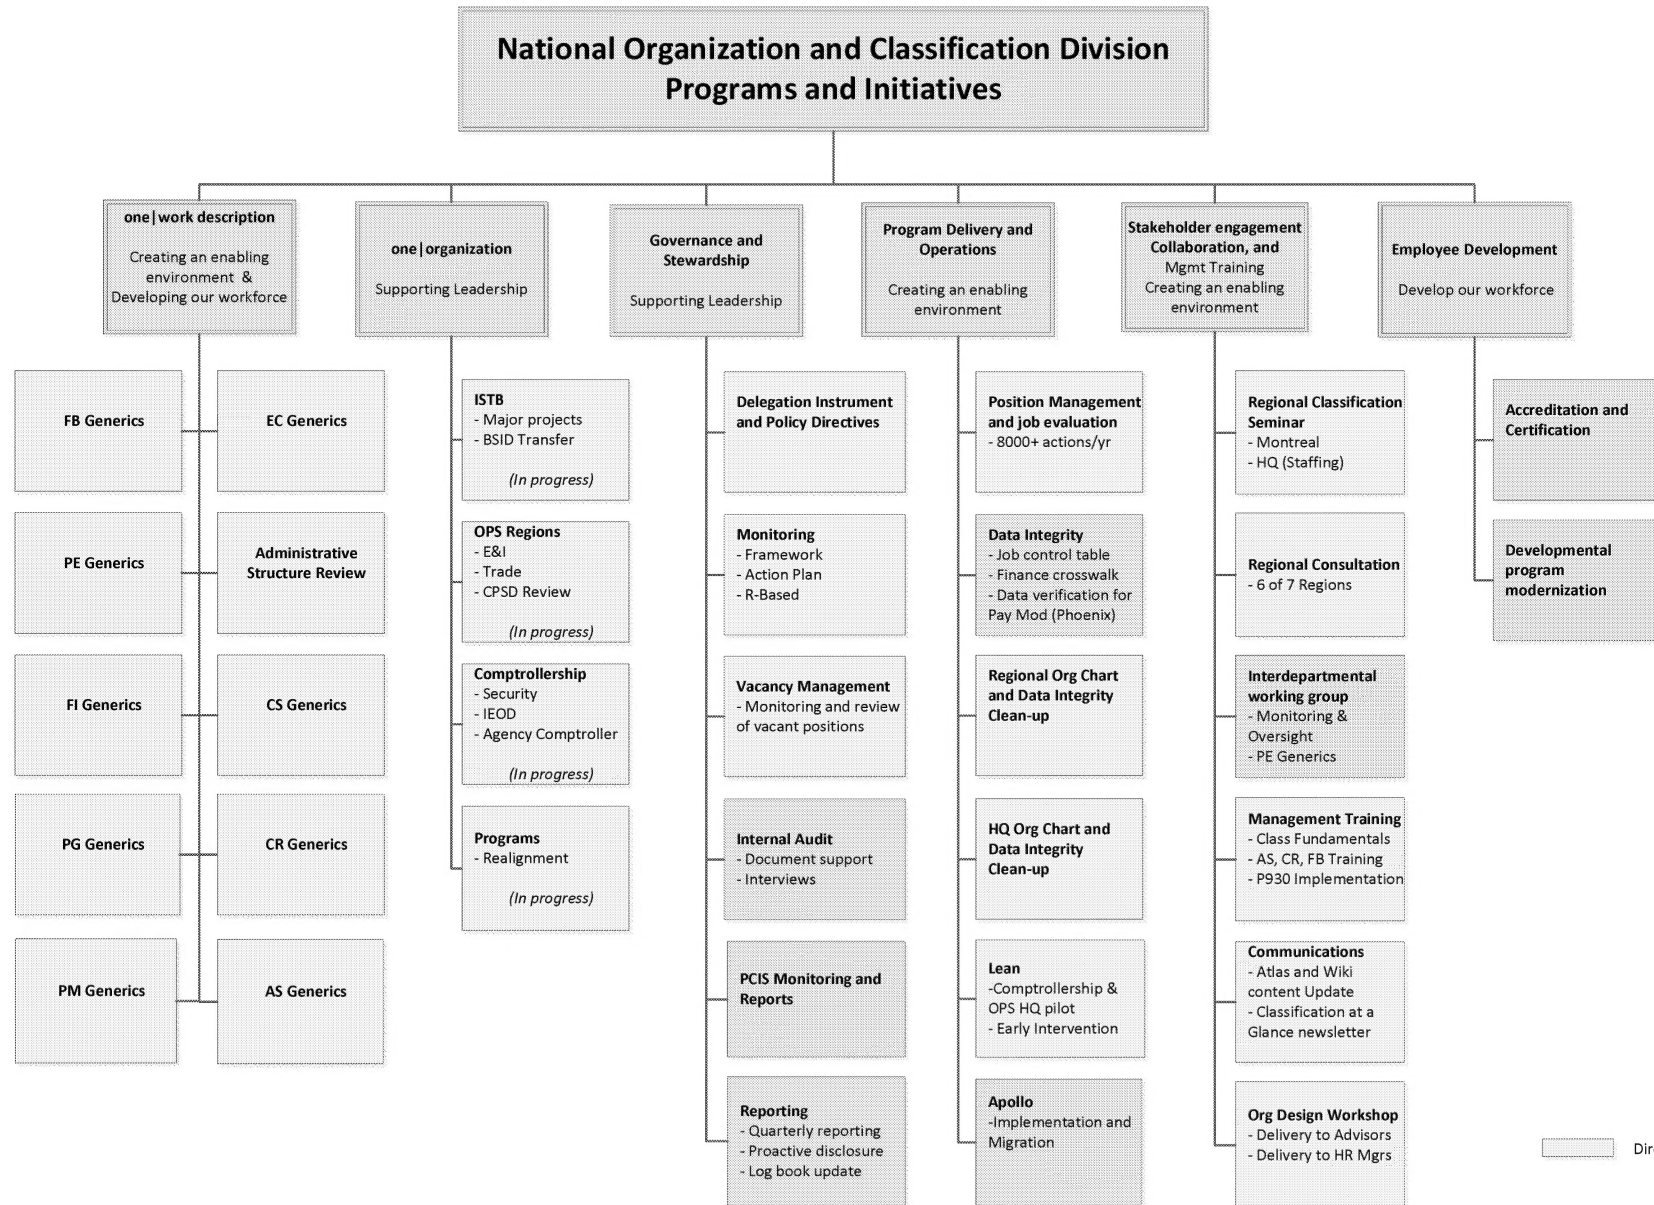 National Organization and Classification Division
Programs and Initiatives
one|work description
Creating an enabling
environment &
Developing our workforce
one|organization
Supporting Leadership
Governance and
Stewardship
Supporting Leadership
Program Delivery and
Operations
Creating an enabling
environment
Stakeholder engagement
Collaboration, and
Mgmt Training
Creating an enabling
environment
Employee Development
Develop our workforce
FB Generics
EC Generics
PE Generics
Administrative
Structure Review
FI Generics
CS Generics
PG Generics
CR Generics
PM Generics
AS Generics
ISTB
- Major projects
- BSID Transfer
(In progress)
OPS Regions
- E&I
- Trade
- CPSD Review
(In progress)
Comptrollership
- Security
- IEOD
- Agency Comptroller
(In progress)
Programs
- Realignment
(In progress)
Delegation Instrument
and Policy Directives
Monitoring
- Framework
- Action Plan
- R-Based
Vacancy Management
- Monitoring and review
of vacant positions
Internal Audit
- Document support
- Interviews
PCIS Monitoring and
Reports
Reporting
- Quarterly reporting
- Proactive disclosure
- Log book update
Position Management
and job evaluation
- 8000+ actions/yr
Data Integrity
- Job control table
- Finance crosswalk
- Data verification for
Pay Mod (Phoenix)
Regional Org Chart
and Data Integrity
Clean-up
HQ Org Chart and
Data Integrity
Clean-up
Lean
-Comptrollership &
OPS HQ pilot
- Early Intervention
Apollo
-Implementation and
Migration
Regional Classification
Seminar
- Montreal
- HQ (Staffing)
Regional Consultation
- 6 of 7 Regions
Interdepartmental
working group
- Monitoring &
Oversight
- PE Generics
Management Training
- Class Fundamentals
- AS, CR, FB Training
- P930 Implementation
Communications
- Atlas and Wiki
content Update
- Classification at a
Glance newsletter
Org Design Workshop
- Delivery to Advisors
- Delivery to HR Mgrs
Accreditation and
Certification
Developmental
program
modernization